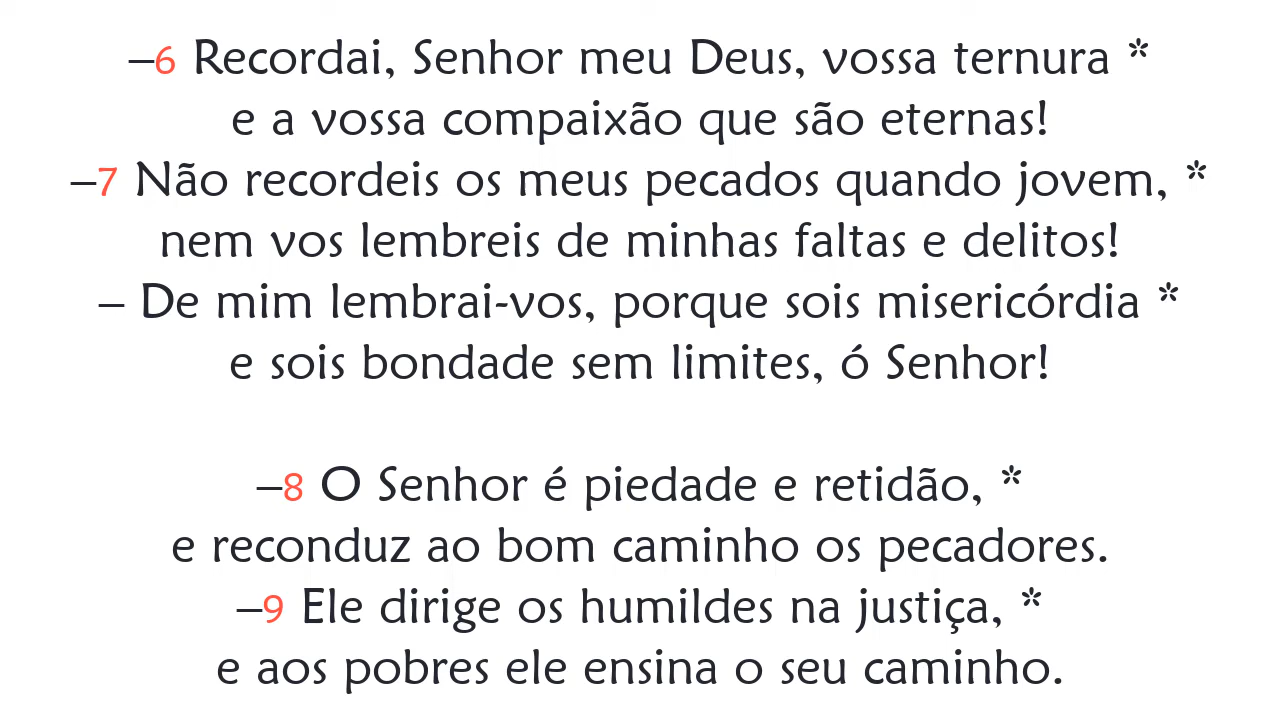 –6 Recordai, Senhor meu Deus, vossa ternura *
e a vossa compaixão que são eternas!
–7 Não recordeis os meus pecados quando jovem, *
nem vos lembreis de minhas faltas e delitos!
– De mim lembrai-vos, porque sois misericórdia *
e sois bondade sem limites, ó Senhor!
–8 O Senhor é piedade e retidão, *
e reconduz ao bom caminho os pecadores.
–9 Ele dirige os humildes na justiça, *
e aos pobres ele ensina o seu caminho.